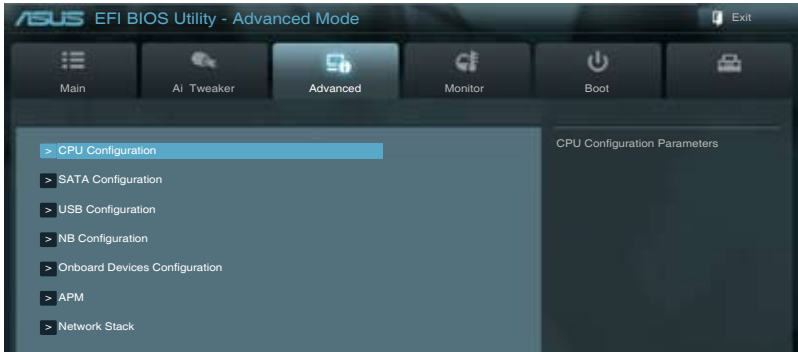 ASUS EFI BIOS Utility - Advanced Mode
Exit
Main
Ai Tweaker
Advanced
Monitor
Boot
> CPU Configuration
CPU Configuration Parameters
> SATA Configuration
> USB Configuration
> NB Configuration
> Onboard Devices Configuration
> APM
> Network Stack